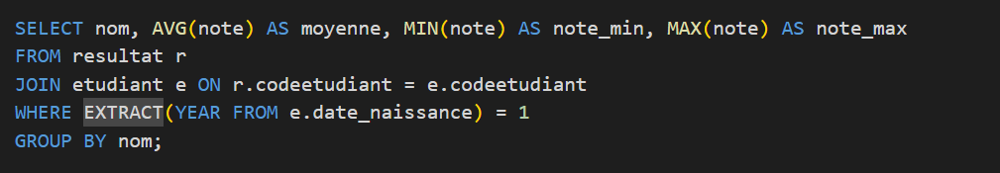 SELECT nom, AVG(note) AS moyenne, MIN(note) AS note_min, MAX(note) AS note_max
FROM resultat r
JOIN etudiant e ON r.codeetudiant = e.codeetudiant
WHERE EXTRACT(YEAR FROM e.date_naissance) = 1
GROUP BY nom;